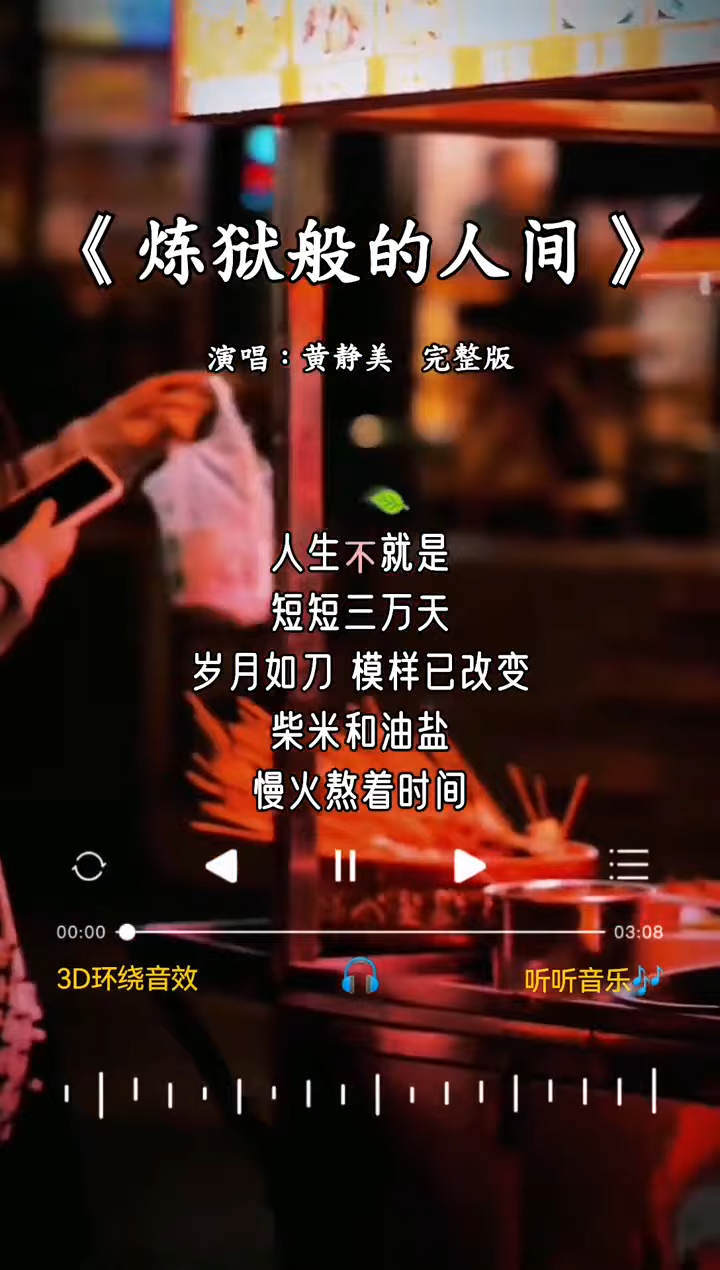 《炼狱般的人间》
演唱：黄静美 完整版
人生不就是
短短三万天
岁月如刀 模样已改变
柴米和油盐
慢火熬着时间
00:00 03:08
3D环绕音效 听听音乐